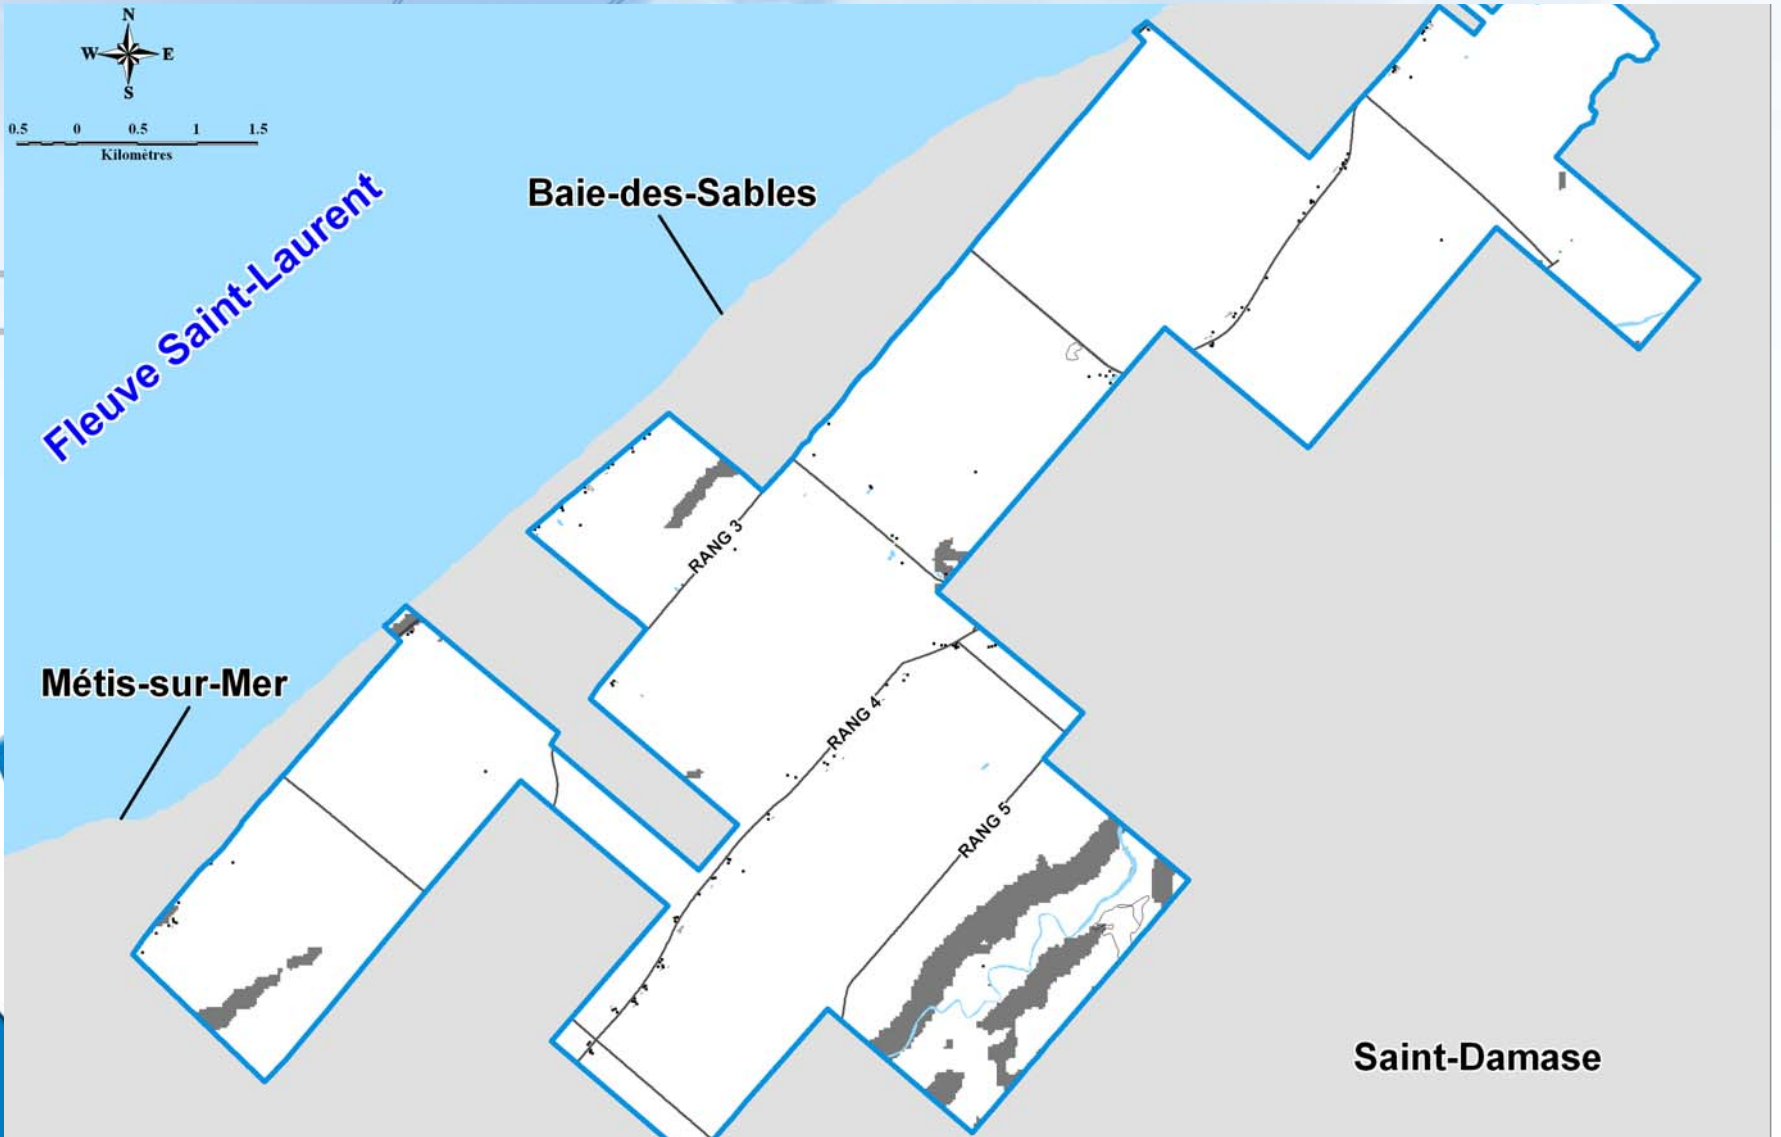 N
W E
S
0.5 0 0.5 1 1.5
Kilomètres
Fleuve Saint-Laurent
Baie-des-Sables
Métis-sur-Mer
RANG 3
RANG 4
RANG 5
Saint-Damase